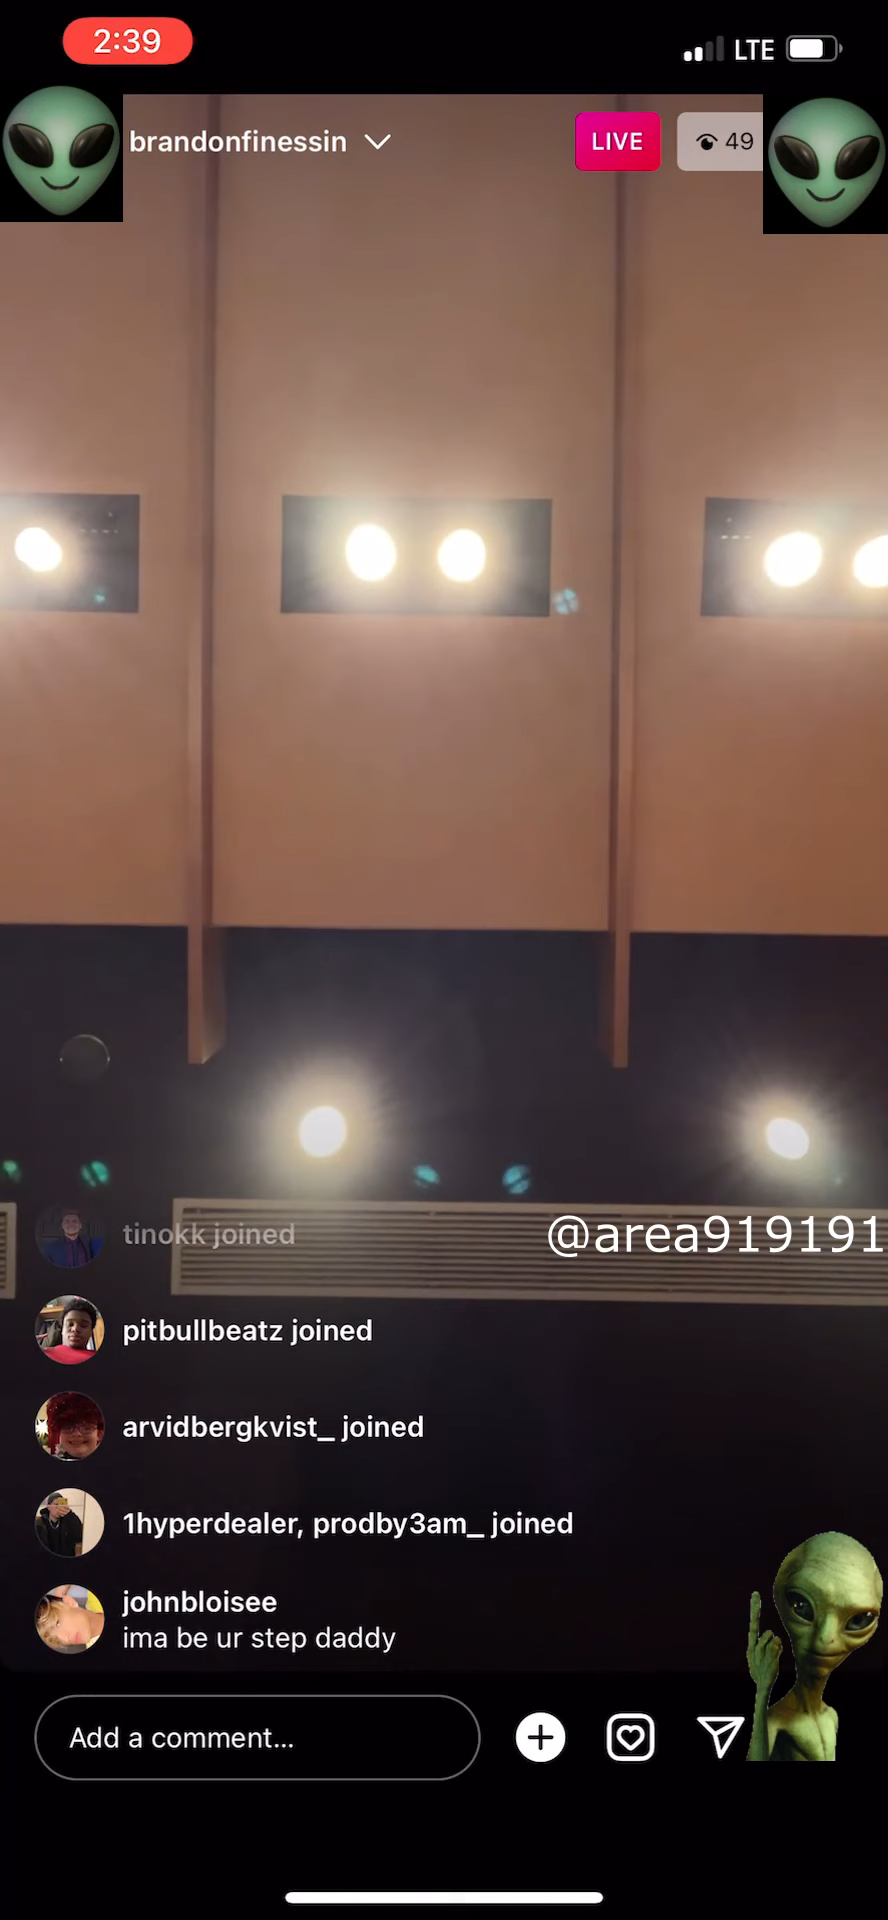 2:39
LTE
brandonfinessin
LIVE
49
tinokk joined
@area919191
pitbullbeatz joined
arvidbergkvist_ joined
1hyperdealer, prodby3am_ joined
johnbloisee
ima be ur step daddy
Add a comment...